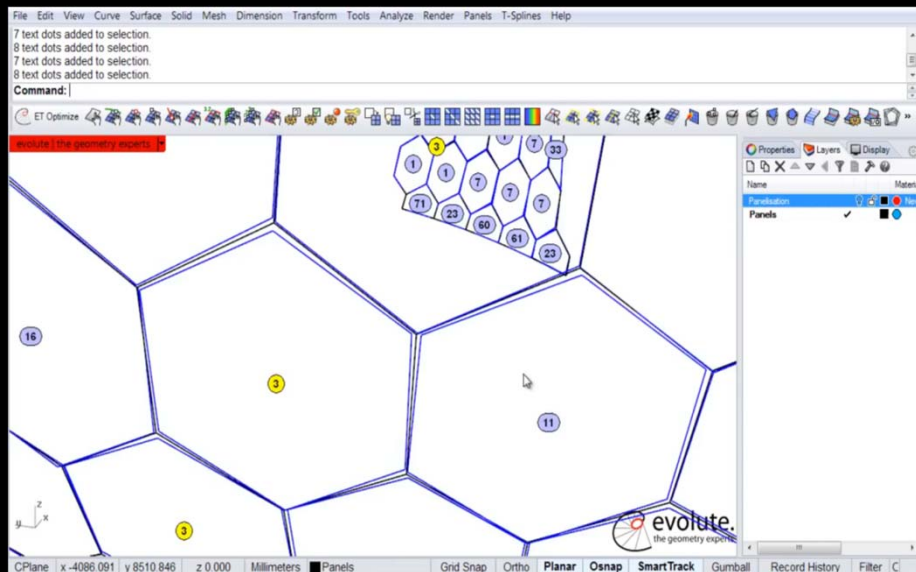 File Edit View Curve Surface Solid Mesh Dimension Transform Tools Analyze Render Panels T-Splines Help
7 text dots added to selection.
8 text dots added to selection.
7 text dots added to selection.
8 text dots added to selection.
Command:
ET Optimize
evolute | the geometry experts
Properties Layers Display
Name Materi
Panelisation Ne
Panels
3
7 33
1 1 7 7 7
71 23 60 61 23
16
3
11
3
z
y x
evolute.
the geometry experts
CPlane x -4086.091 y 8510.846 z 0.000 Millimeters Panels Grid Snap Ortho Planar Osnap SmartTrack Gumball Record History Filter C